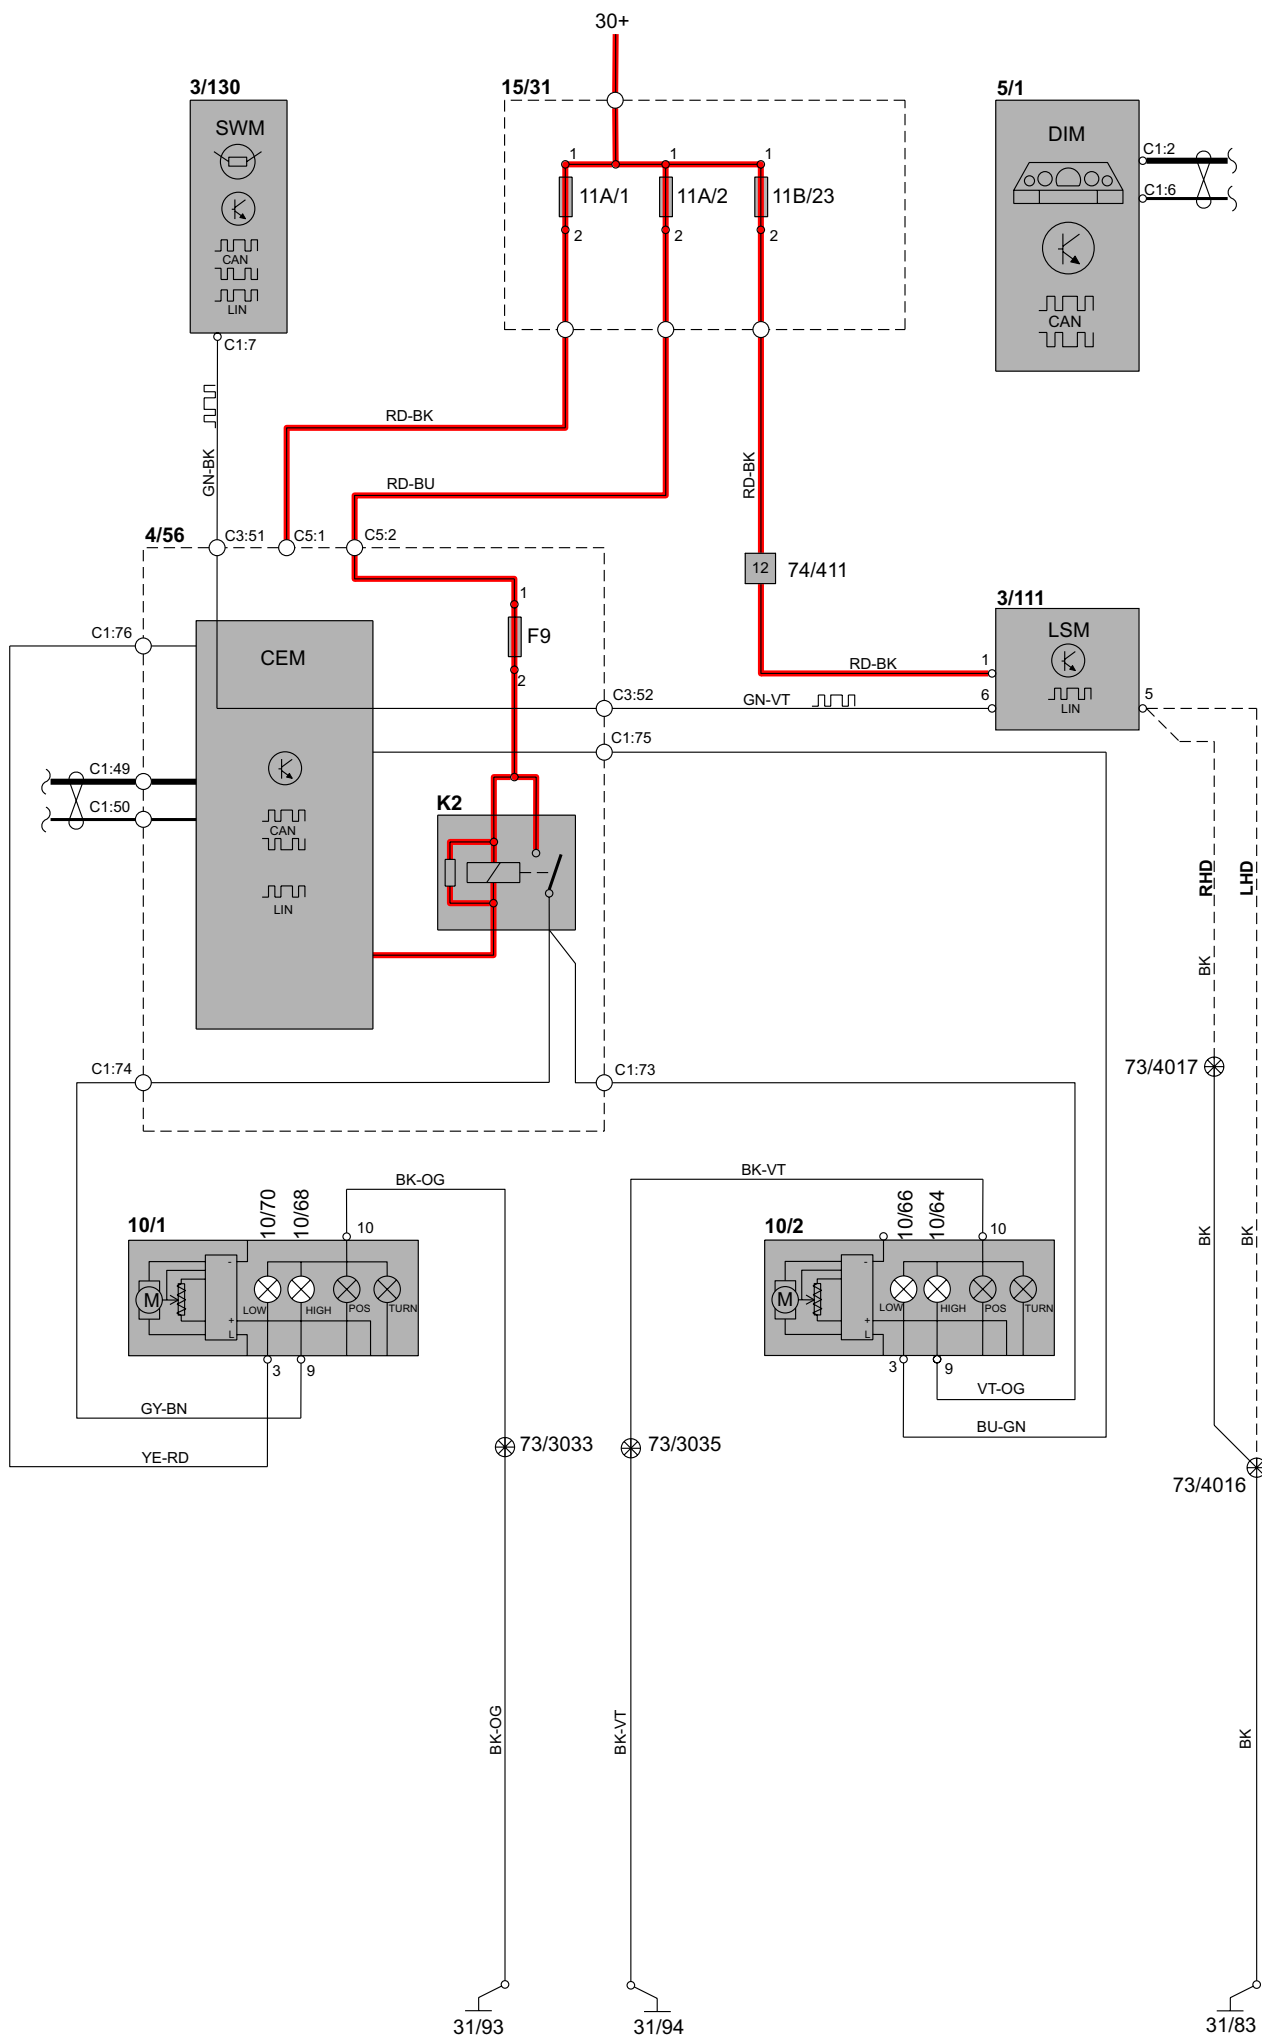 30+
3/130
15/31
5/1
SWM
DIM
C1:2
C1:6
1
1
1
11A/1
11A/2
11B/23
2
2
2
CAN
LIN
CAN
C1:7
GN-BK
RD-BK
RD-BU
RD-BK
4/56
C3:51
C5:1
C5:2
12
74/411
3/111
1
F9
2
C1:76
CEM
LSM
LIN
RD-BK
1
6
5
C3:52
GN-VT
C1:75
C1:49
C1:50
K2
CAN
LIN
RHD
LHD
BK
C1:74
C1:73
73/4017
BK-OG
BK-VT
10/1
10/70
10/68
10
10/2
10/66
10/64
10
BK
BK
M
-
+
L
LOW
HIGH
POS
TURN
M
-
+
L
LOW
HIGH
POS
TURN
3
9
3
9
GY-BN
VT-OG
YE-RD
BU-GN
73/3033
73/3035
73/4016
BK-OG
BK-VT
BK
31/93
31/94
31/83